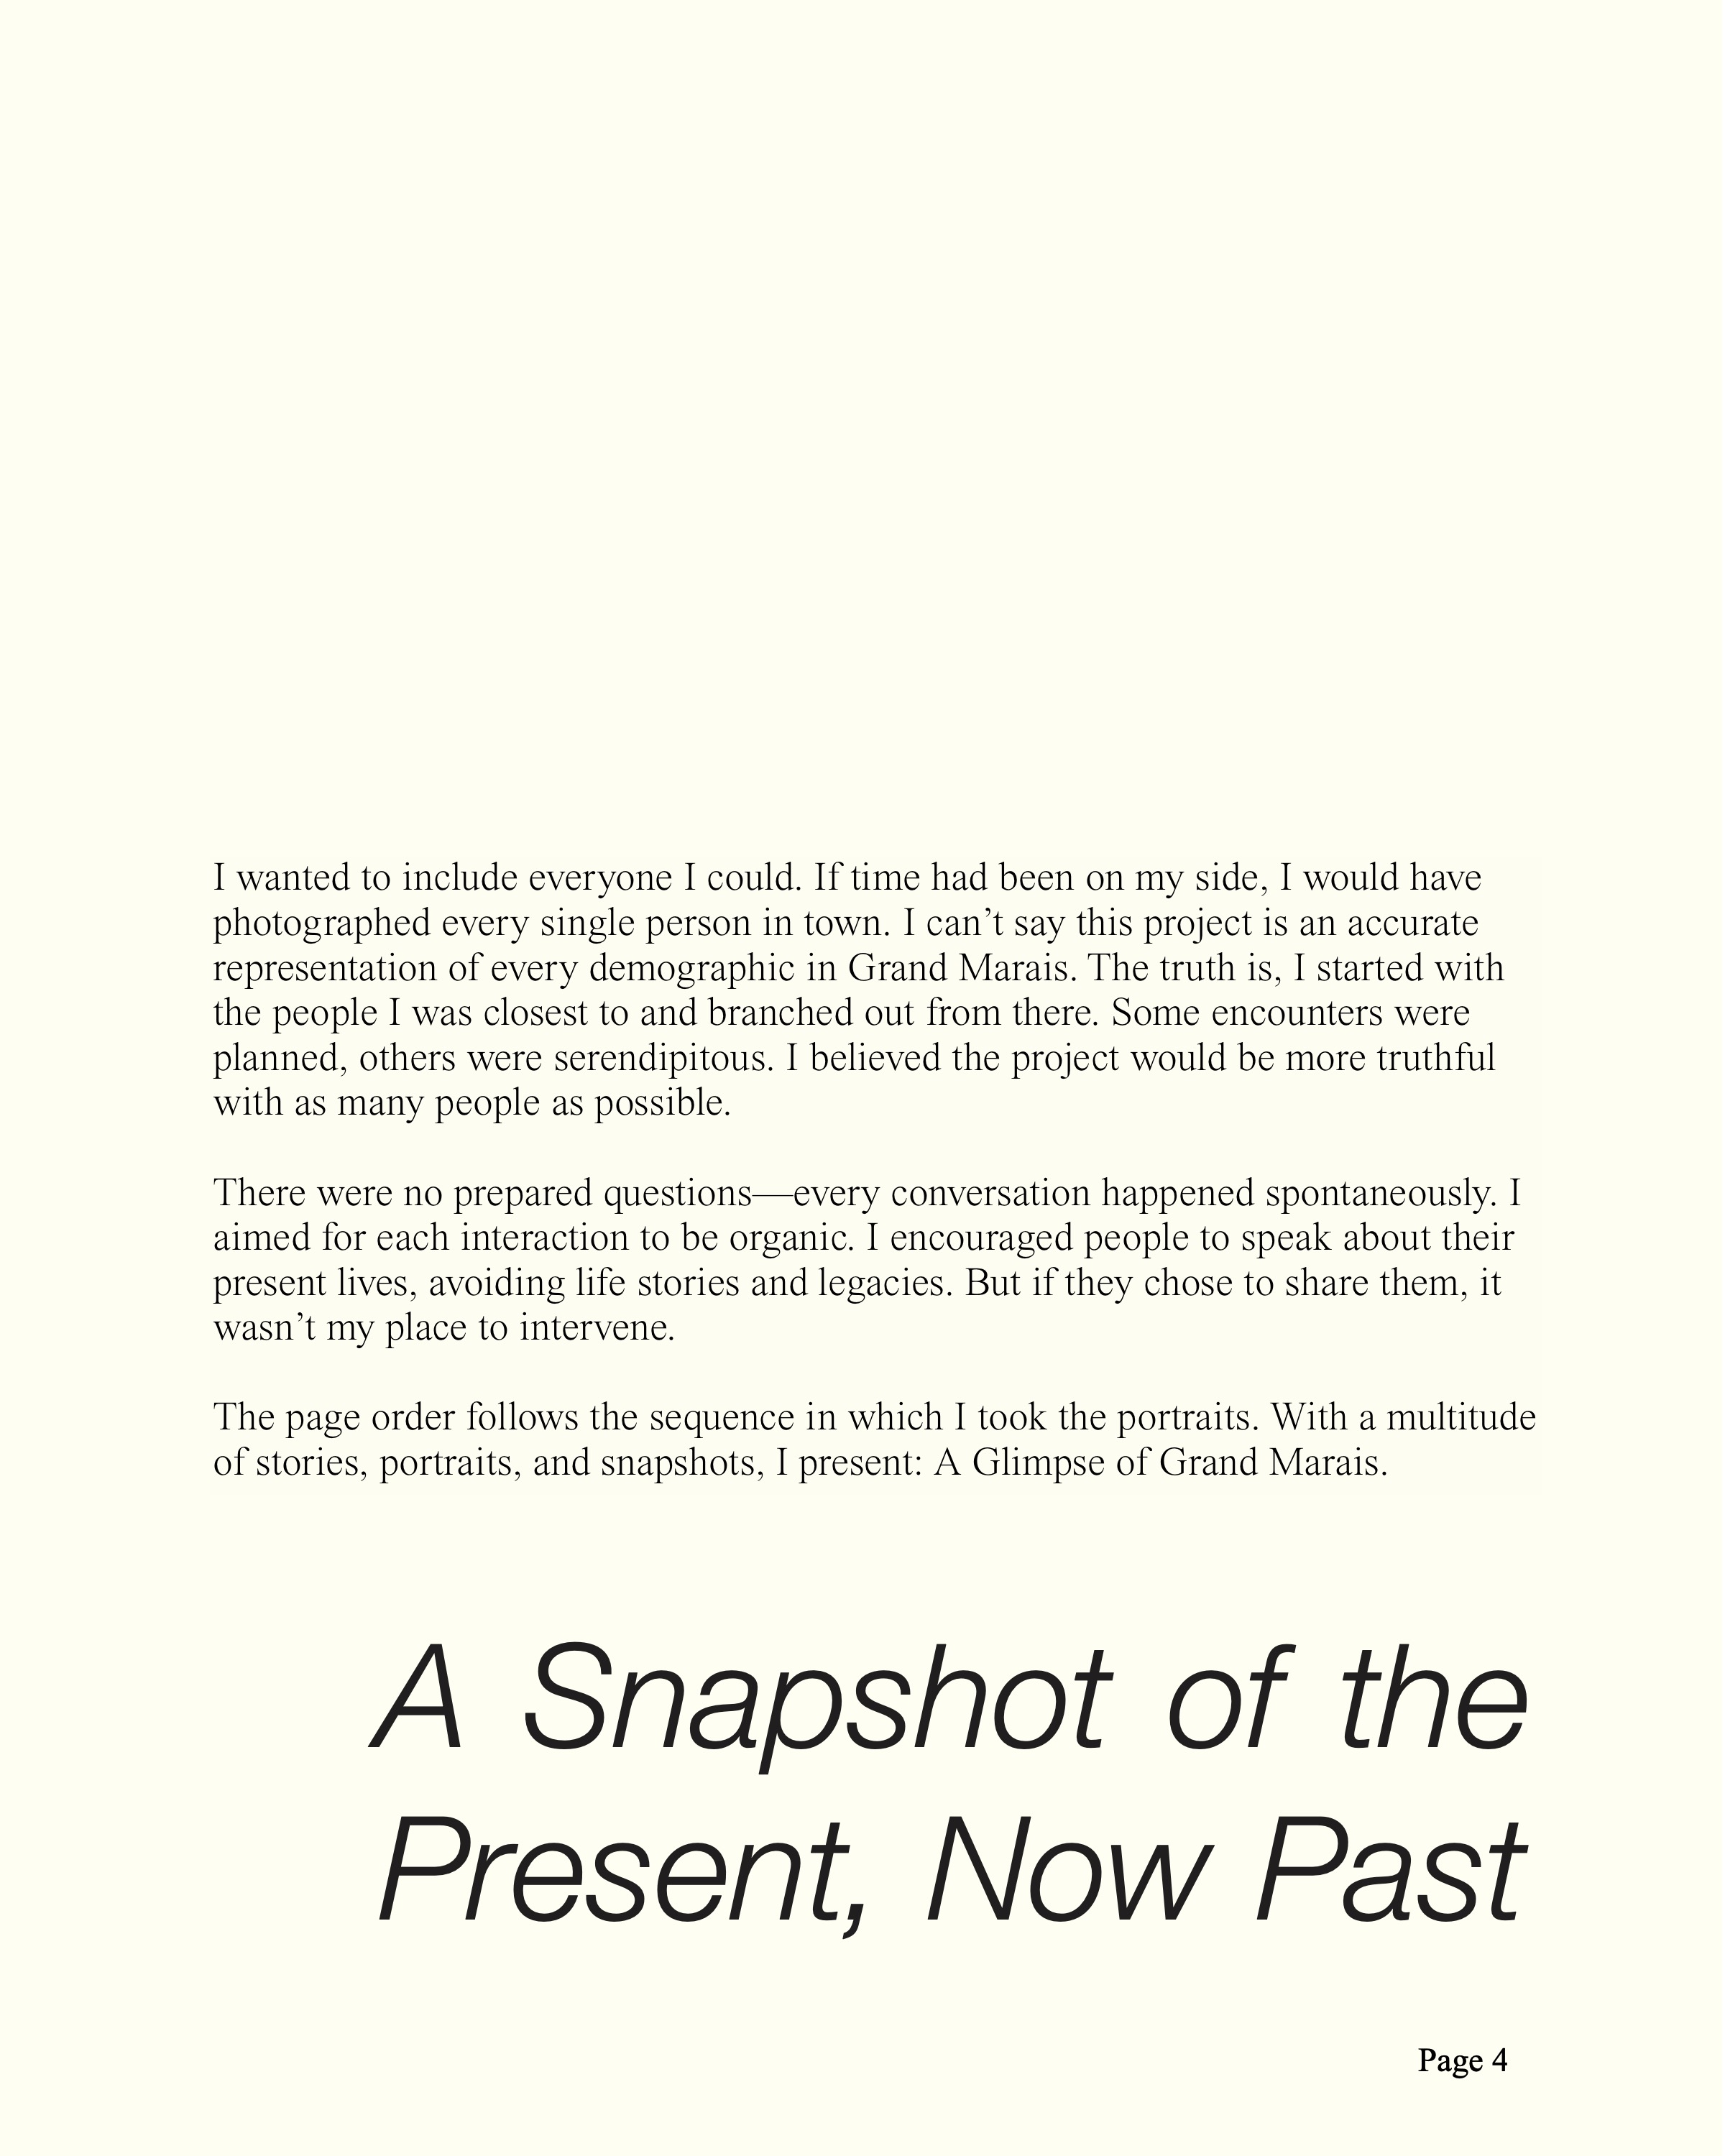 I wanted to include everyone I could. If time had been on my side, I would have
photographed every single person in town. I can’t say this project is an accurate
representation of every demographic in Grand Marais. The truth is, I started with
the people I was closest to and branched out from there. Some encounters were
planned, others were serendipitous. I believed the project would be more truthful
with as many people as possible.
There were no prepared questions—every conversation happened spontaneously. I
aimed for each interaction to be organic. I encouraged people to speak about their
present lives, avoiding life stories and legacies. But if they chose to share them, it
wasn’t my place to intervene.
The page order follows the sequence in which I took the portraits. With a multitude
of stories, portraits, and snapshots, I present: A Glimpse of Grand Marais.
A Snapshot of the
Present, Now Past
Page 4